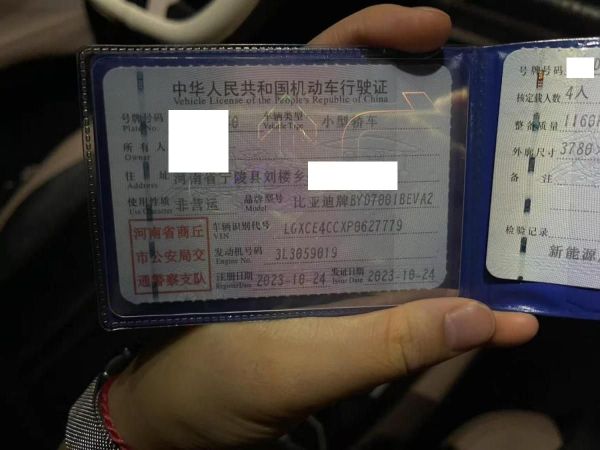 中华人民共和国机动车行驶证
Vehicle License of the People's Republic of China
号牌号码
Plate No.
车辆类型 小型轿车
Vehicle Type
所有人
Owner
住址 河南省宁陵县刘楼乡
Address
使用性质 非营运 品牌型号 比亚迪牌BYD7001BEVA2
Use Character Model
河南省商丘
市公安局交
通警察支队
车辆识别代号 LGXCE4CCXP0627779
VIN
发动机号码 3L3059019
Engine No.
注册日期 2023-10-24 发证日期 2023-10-24
Register Date Issue Date
号牌号码
核定载人数 4人
整备质量 1160
外廓尺寸 3780×
备注
检验记录
新能源